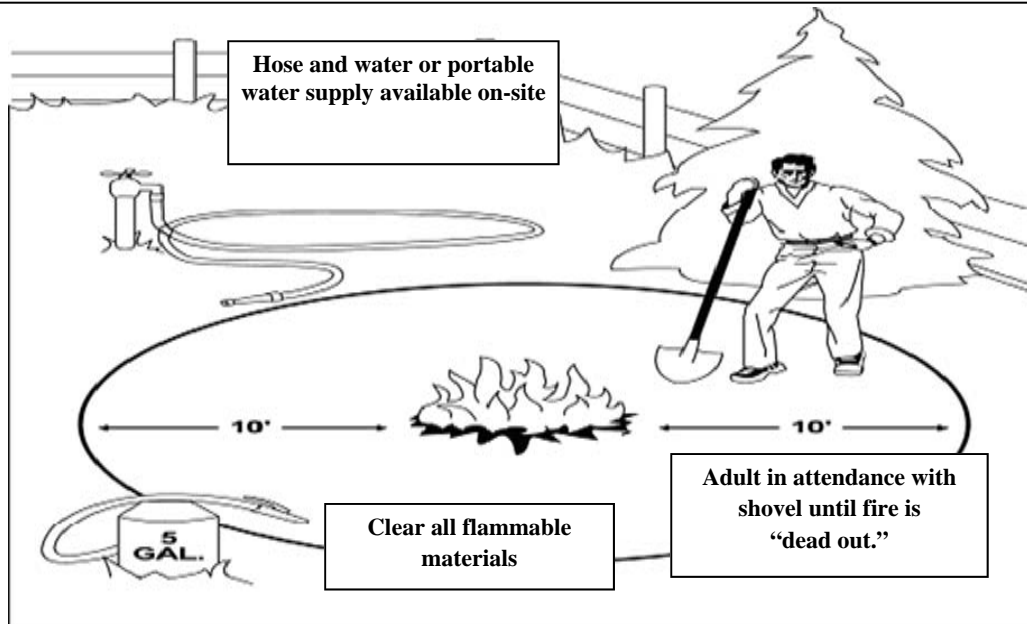 Hose and water or portable
water supply available on-site
10'
10'
Adult in attendance with
shovel until fire is
“dead out.”
Clear all flammable
materials
5
GAL.